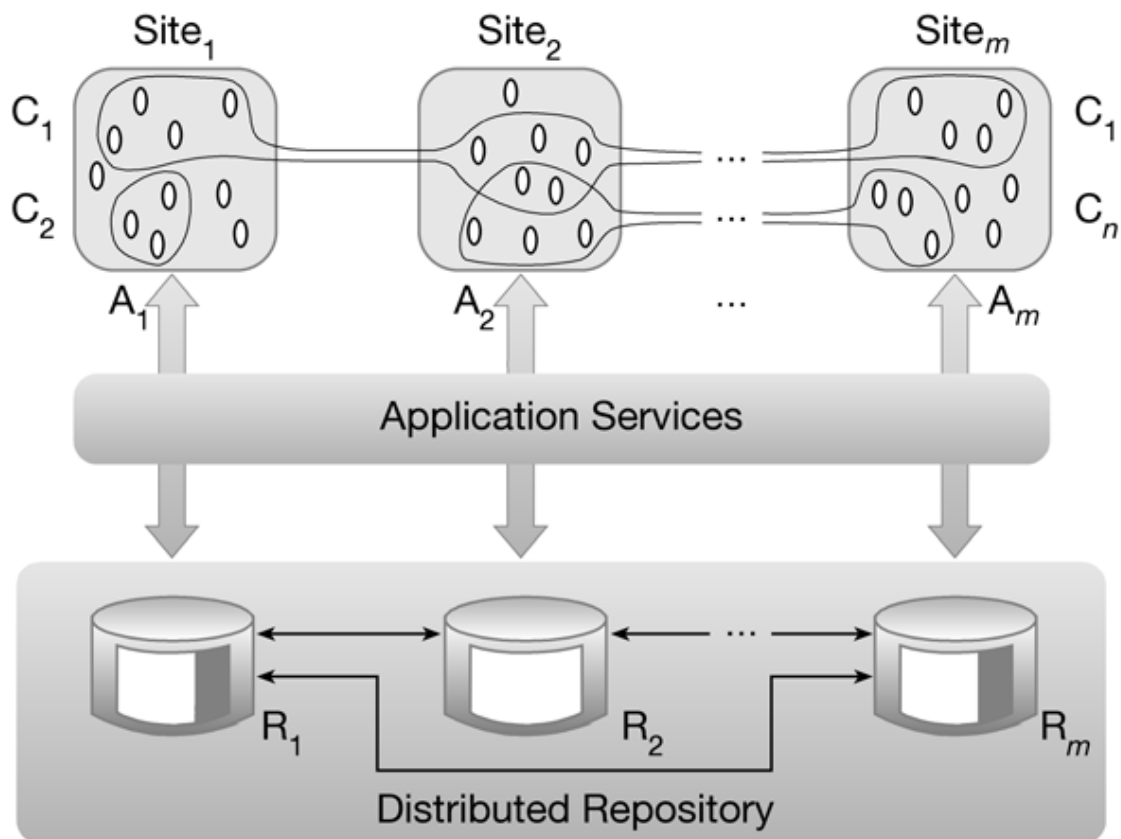 Site₁ Site₂ Siteₘ
C₁ C₁
...
C₂ ... Cₙ
A₁ A₂ ... Aₘ
Application Services
...
R₁ R₂ Rₘ
Distributed Repository